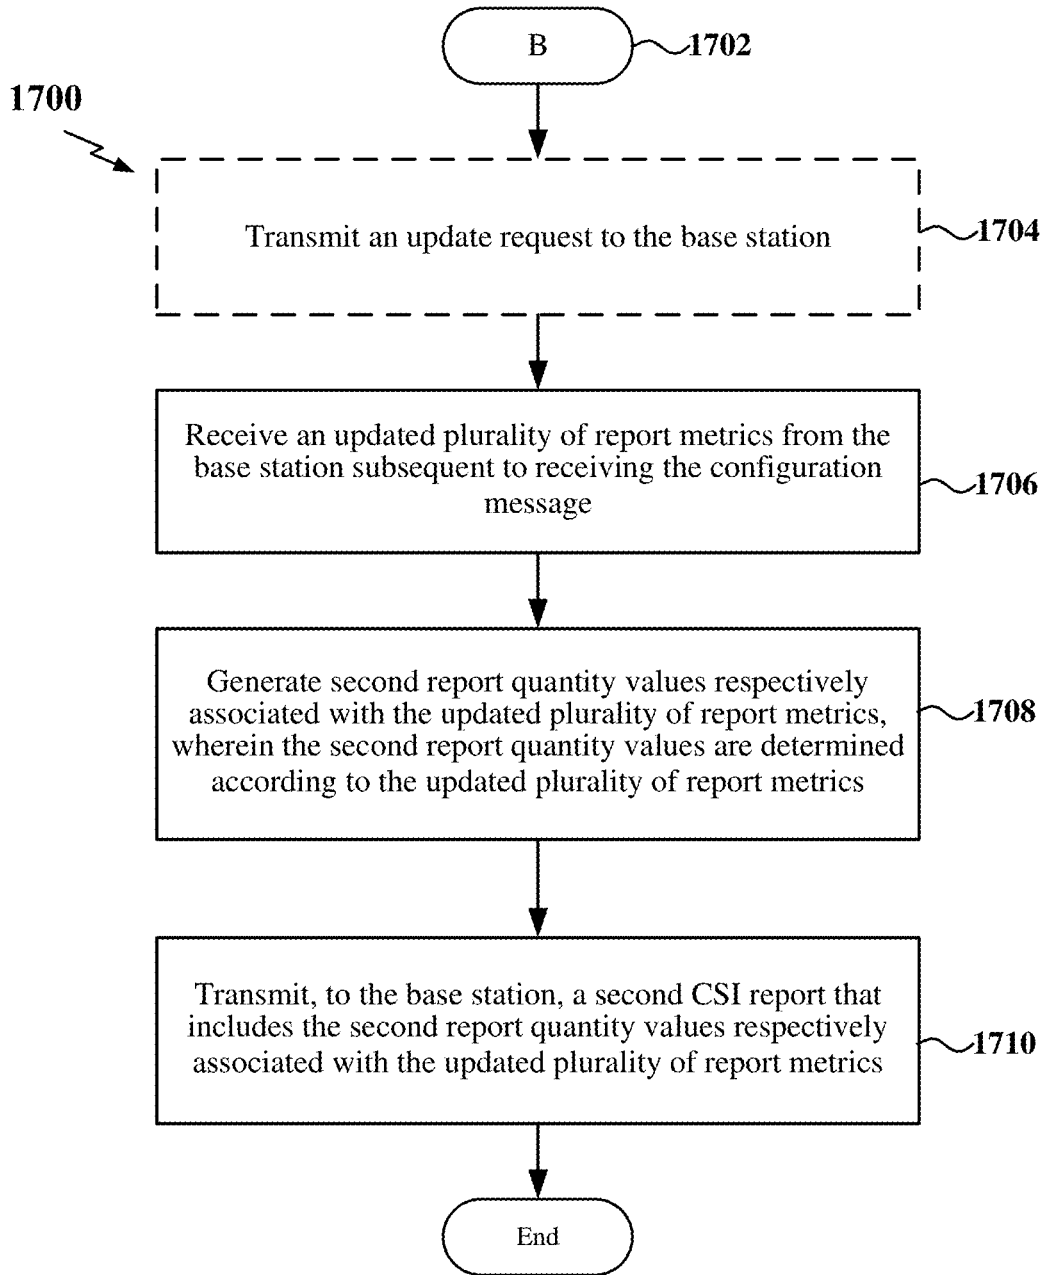 B
1702
1700
Transmit an update request to the base station
1704
Receive an updated plurality of report metrics from the
base station subsequent to receiving the configuration
message
1706
Generate second report quantity values respectively
associated with the updated plurality of report metrics,
wherein the second report quantity values are determined
according to the updated plurality of report metrics
1708
Transmit, to the base station, a second CSI report that
includes the second report quantity values respectively
associated with the updated plurality of report metrics
1710
End